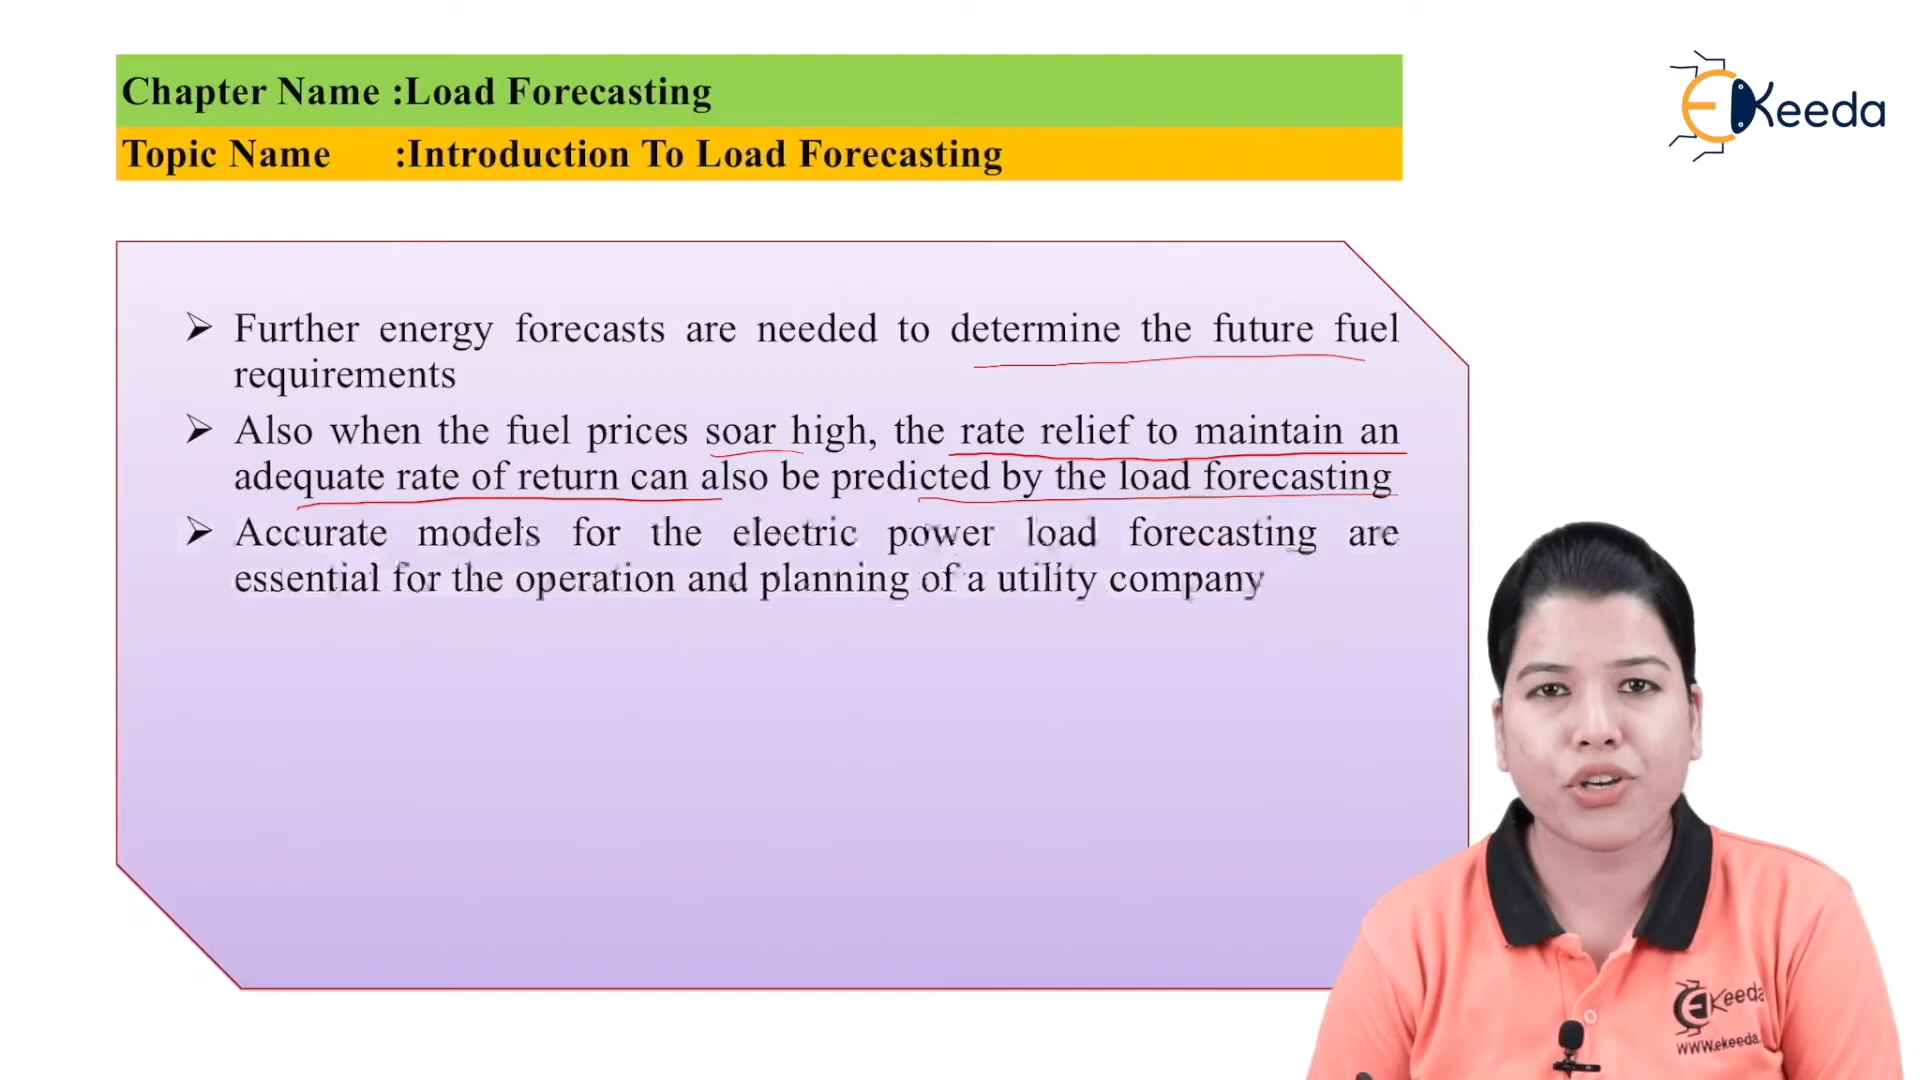 Chapter Name :Load Forecasting
Topic Name :Introduction To Load Forecasting
EKeeda
➢ Further energy forecasts are needed to determine the future fuel
requirements
➢ Also when the fuel prices soar high, the rate relief to maintain an
adequate rate of return can also be predicted by the load forecasting
➢ Accurate models for the electric power load forecasting are
essential for the operation and planning of a utility company
EKeeda
www.ekeeda.